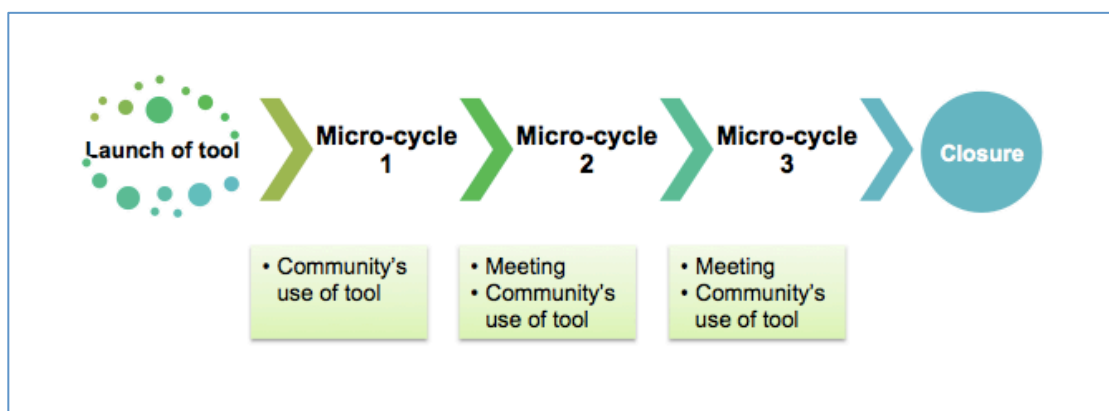 Launch of tool
Micro-cycle
1
Micro-cycle
2
Micro-cycle
3
Closure
• Community's
use of tool
• Meeting
• Community's
use of tool
• Meeting
• Community's
use of tool